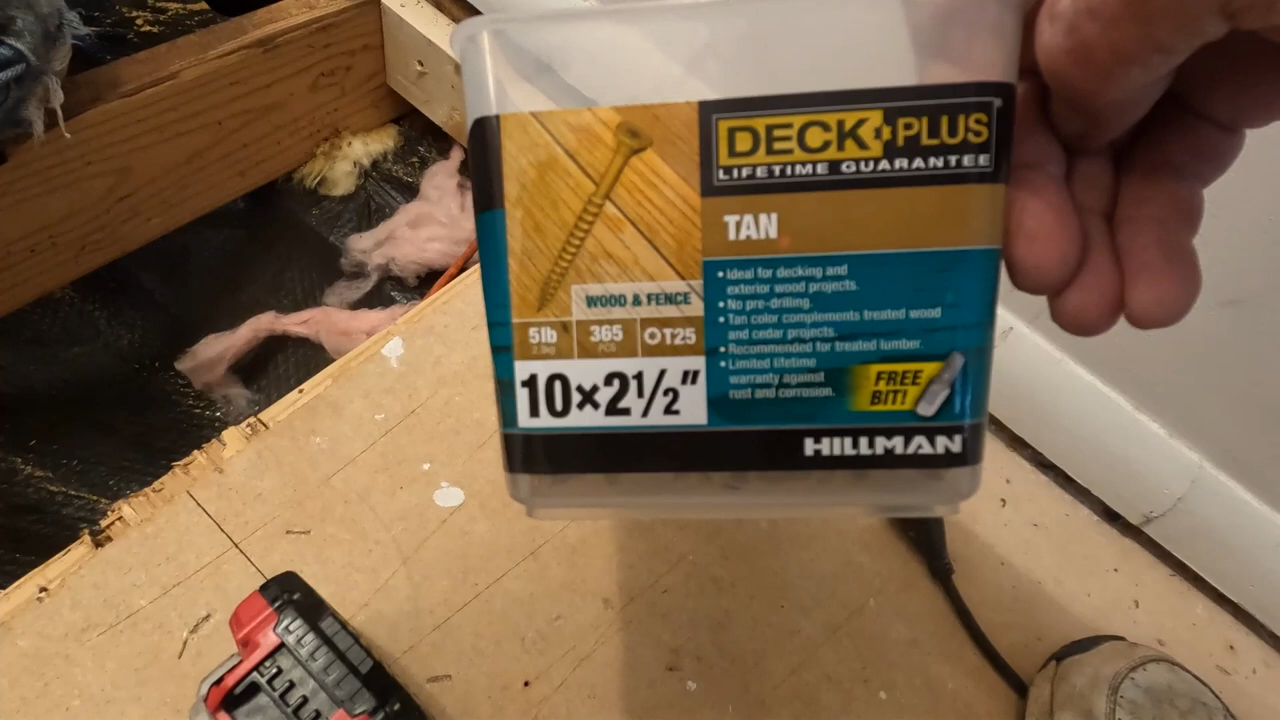 DECK PLUS
LIFETIME GUARANTEE
TAN
• Ideal for decking and
exterior wood projects.
• No pre-drilling.
• Tan color complements treated wood
and cedar projects.
• Recommended for treated lumber.
• Limited lifetime
warranty against
rust and corrosion.
WOOD & FENCE
5lb
365
PCS
T25
10×2½"
FREE
BIT!
HILLMAN